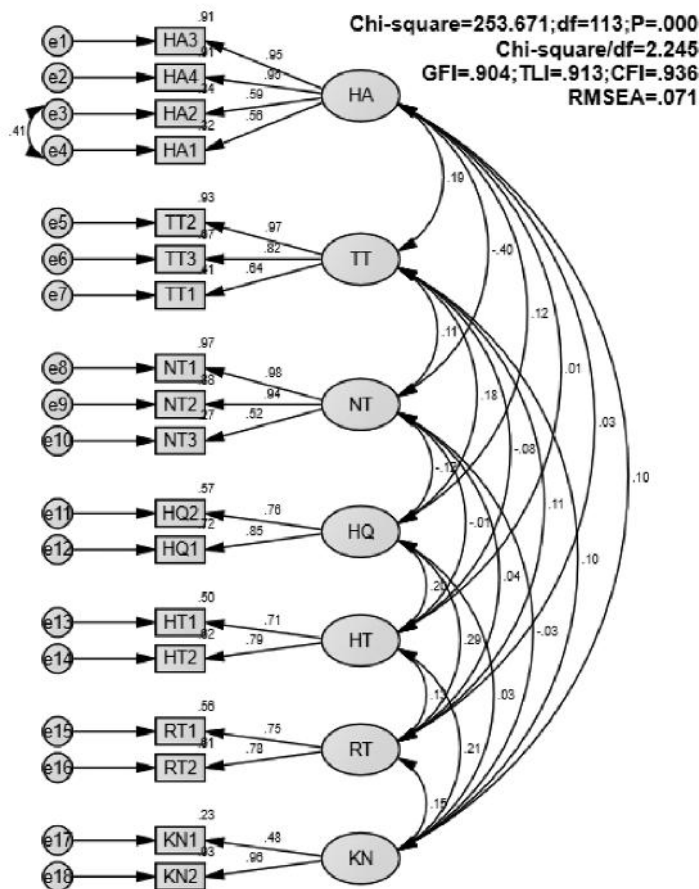 Chi-square=253.671;df=113;P=.000
Chi-square/df=2.245
GFI=.904;TLI=.913;CFI=.936
RMSEA=.071
.91
e1 HA3 .95
e2 HA4
HA
e3 HA2 .59
.41
e4 HA1 .56
.19
.93
e5 TT2 .97
e6 TT3 .82
TT
e7 TT1 .64
-.40
.12
.11
.01
.97
e8 NT1 .98
.18
.03
e9 NT2 .94
NT
e10 NT3 .52
-.08
.10
.57
.11
e11 HQ2 .76
-.01
HQ
e12 HQ1 .85
.10
.04
.50
e13 HT1 .71
HT
.29
-.03
e14 HT2 .79
.03
.56
e15 RT1 .75
RT
.21
e16 RT2 .78
.15
.23
e17 KN1 .48
KN
e18 KN2 .96